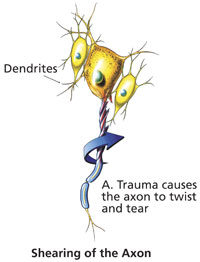 Dendrites
A. Trauma causes
the axon to twist
and tear
Shearing of the Axon